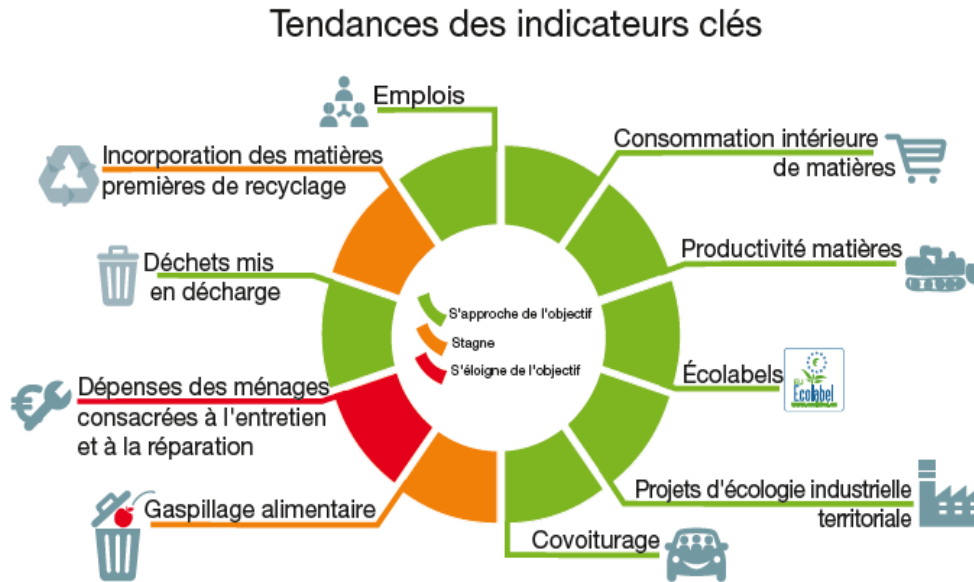 Tendances des indicateurs clés
Emplois
Consommation intérieure
de matières
Incorporation des matières
premières de recyclage
Productivité matières
Déchets mis
en décharge
S'approche de l'objectif
Stagne
S'éloigne de l'objectif
Écolabels
Ecolabel
Dépenses des ménages
consacrées à l'entretien
et à la réparation
Projets d'écologie industrielle
territoriale
Gaspillage alimentaire
Covoiturage